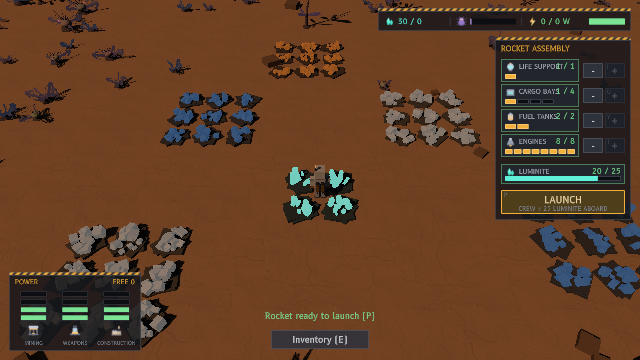 30 / 0
1
0 / 0 W
ROCKET ASSEMBLY
LIFE SUPPORT 1 / 1
- +
CARGO BAYS 1 / 4
- +
FUEL TANKS 2 / 2
- +
ENGINES 8 / 8
- +
LUMINITE 20 / 25
LAUNCH
CREW + 25 LUMINITE ABOARD
POWER FREE 0
MINING WEAPONS CONSTRUCTION
Rocket ready to launch [P]
Inventory [E]